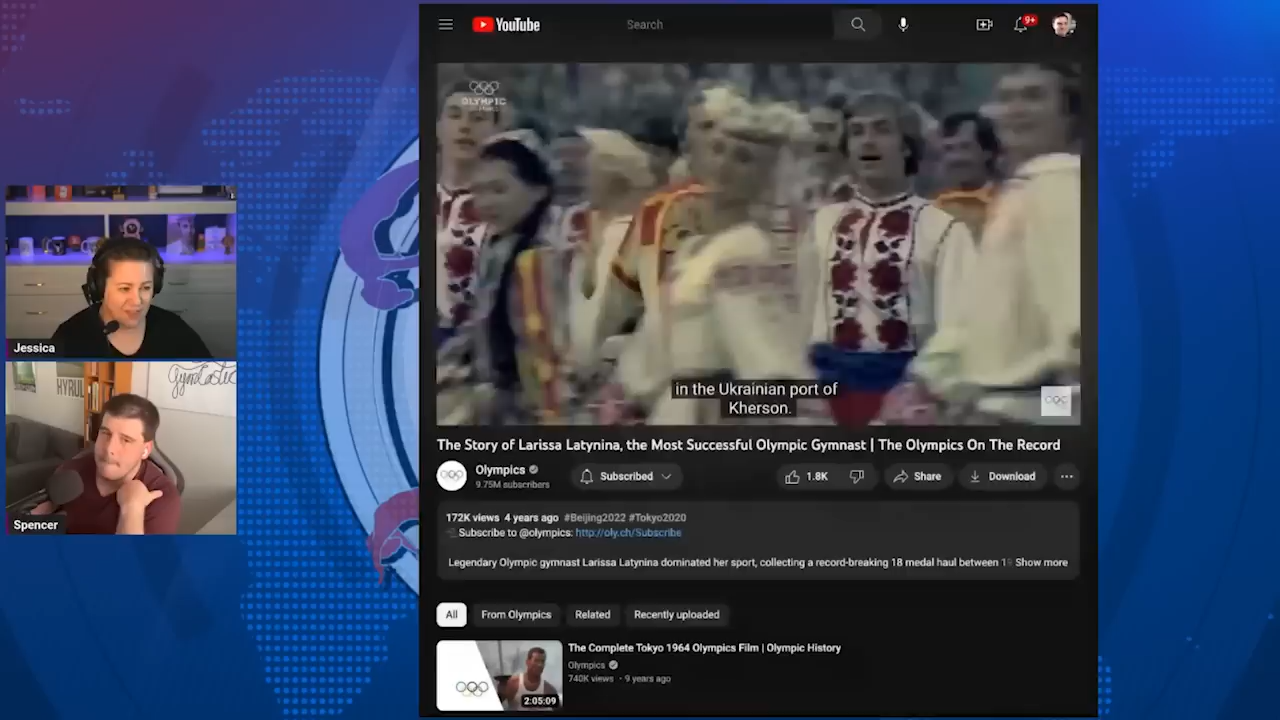 YouTube
Search
9+
OLYMPIC
in the Ukrainian port of
Kherson.
The Story of Larissa Latynina, the Most Successful Olympic Gymnast | The Olympics On The Record
Olympics
9.75M subscribers
Subscribed
1.8K
Share
Download
172K views 4 years ago #Beijing2022 #Tokyo2020
Subscribe to @olympics: http://oly.ch/Subscribe
Legendary Olympic gymnast Larissa Latynina dominated her sport, collecting a record-breaking 18 medal haul between Show more
All
From Olympics
Related
Recently uploaded
2:05:09
The Complete Tokyo 1964 Olympics Film | Olympic History
Olympics
740K views • 9 years ago
Jessica
HYRUL
GymCastic
Spencer